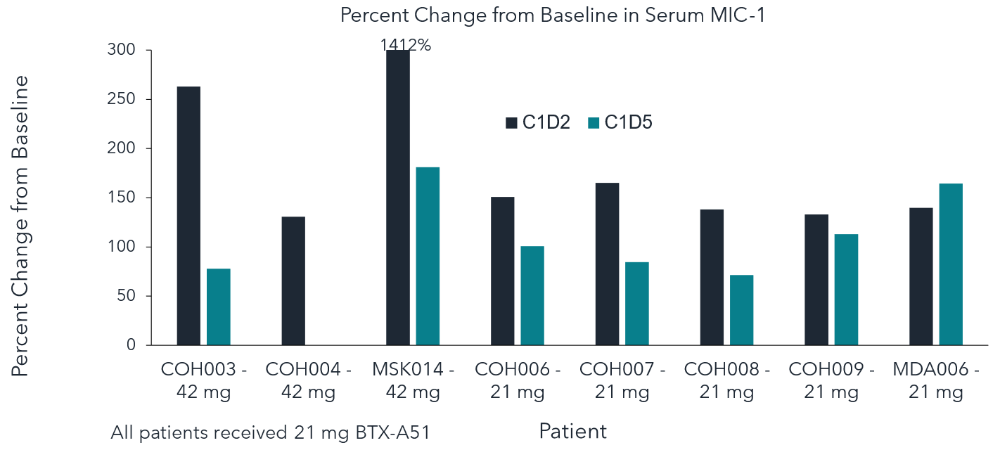 Percent Change from Baseline in Serum MIC-1
1412%
300
250
200
150
100
50
0
Percent Change from Baseline
C1D2
C1D5
COH003 -
42 mg
COH004 -
42 mg
MSK014 -
42 mg
COH006 -
21 mg
COH007 -
21 mg
COH008 -
21 mg
COH009 -
21 mg
MDA006 -
21 mg
All patients received 21 mg BTX-A51
Patient